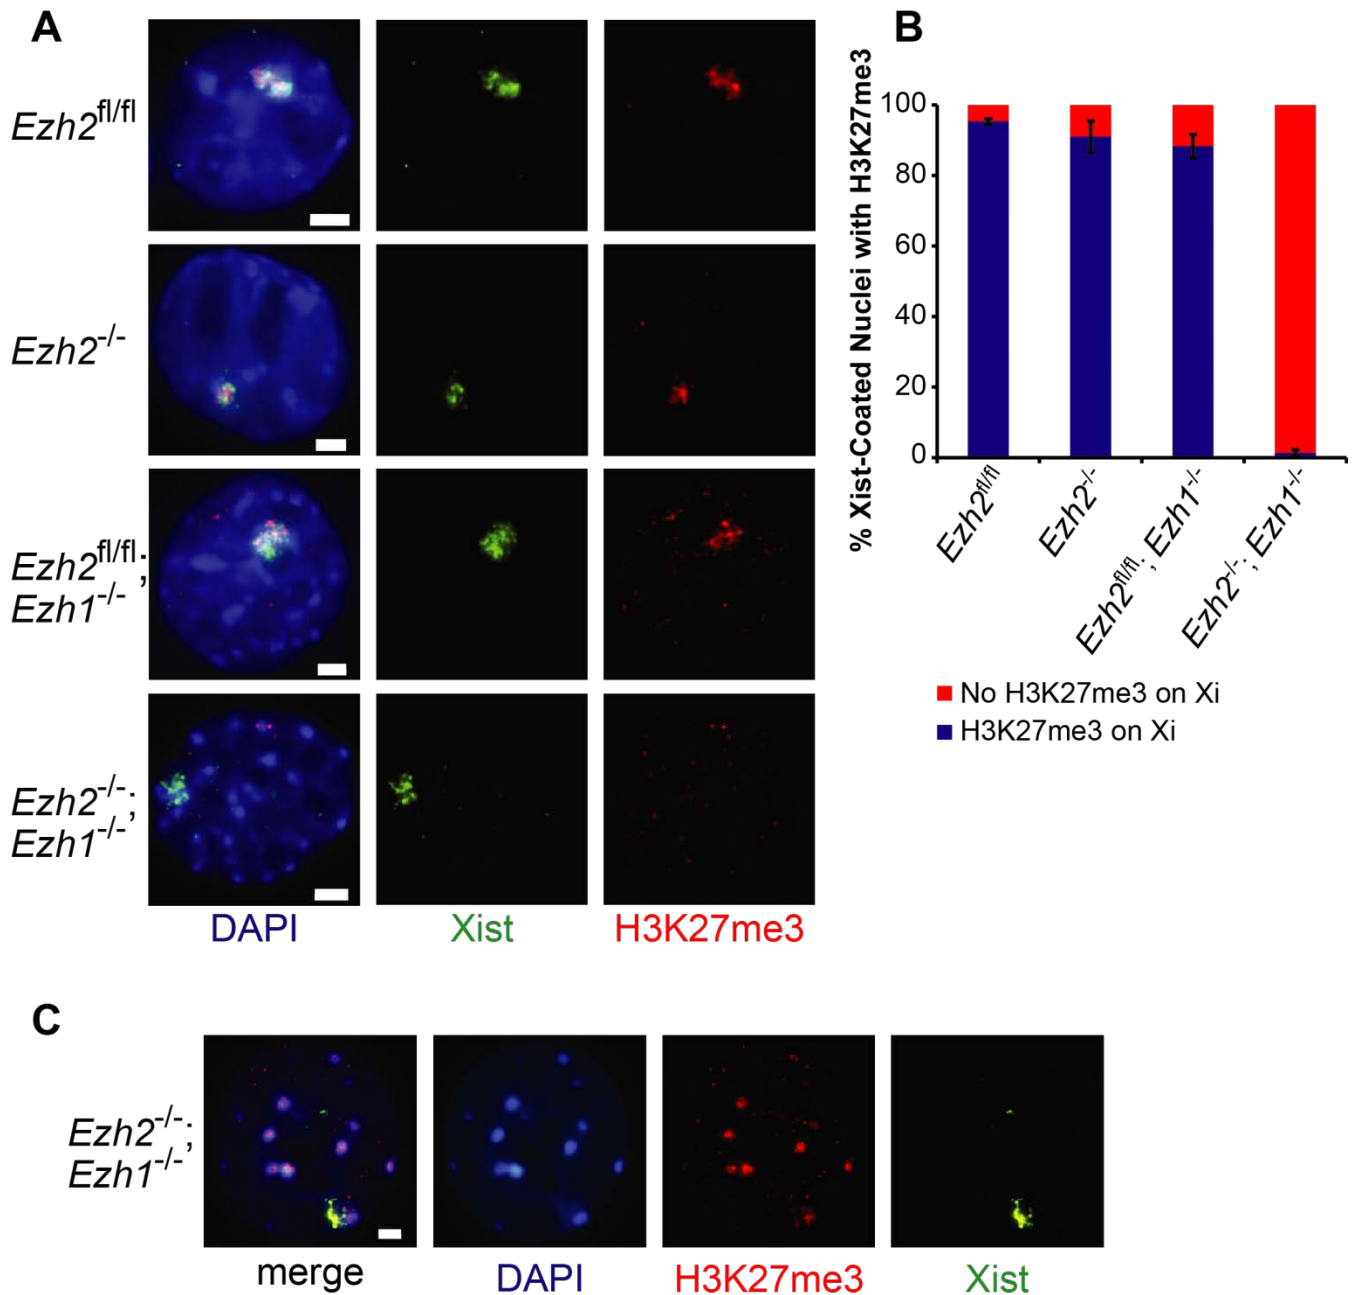 A
Ezh2fl/fl
Ezh2-/-
Ezh2fl/fl;
Ezh1-/-
Ezh2-/-;
Ezh1-/-
DAPI Xist H3K27me3
B
% Xist-Coated Nuclei with H3K27me3
100
80
60
40
20
0
Ezh2fl/fl
Ezh2-/-
Ezh2fl/fl; Ezh1-/-
Ezh2-/-; Ezh1-/-
No H3K27me3 on Xi
H3K27me3 on Xi
C
Ezh2-/-;
Ezh1-/-
merge DAPI H3K27me3 Xist